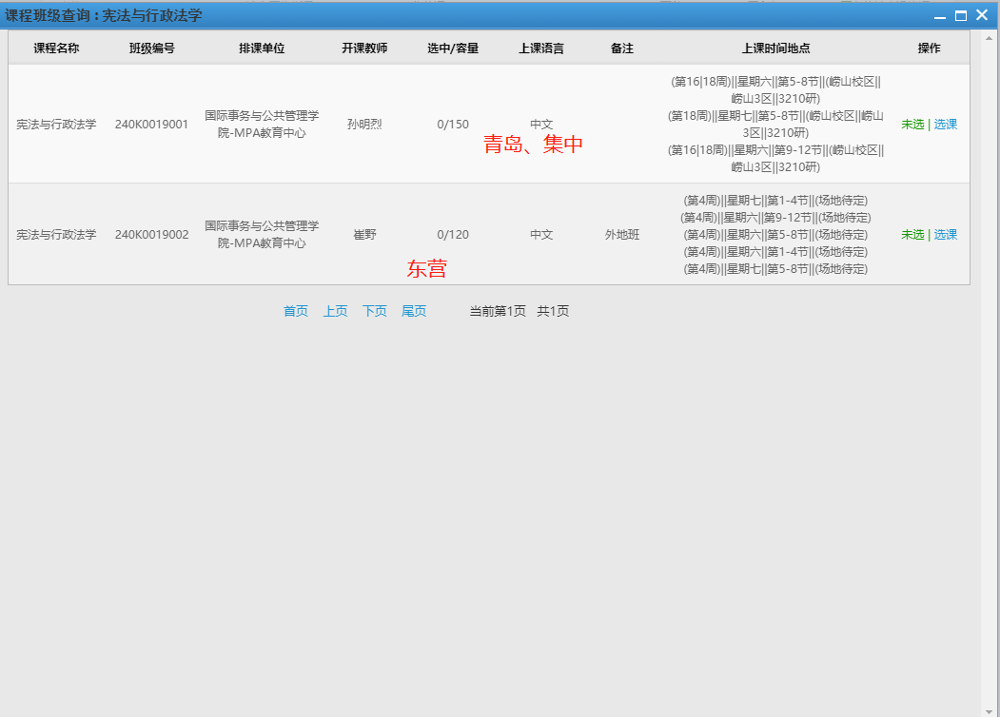 课程班级查询 : 宪法与行政法学
课程名称 班级编号 排课单位 开课教师 选中/容量 上课语言 备注 上课时间地点 操作
宪法与行政法学 240K0019001 国际事务与公共管理学
院-MPA教育中心 孙明烈 0/150 中文
青岛、集中
(第16|18周)||星期六||第5-8节||(崂山校区||
崂山3区||3210研)
(第18周)||星期七||第5-8节||(崂山校区||崂山
3区||3210研)
(第16|18周)||星期六||第9-12节||(崂山校区||
崂山3区||3210研)
未选 | 选课
宪法与行政法学 240K0019002 国际事务与公共管理学
院-MPA教育中心 崔野 0/120 中文 外地班
东营
(第4周)||星期七||第1-4节||(场地待定)
(第4周)||星期六||第9-12节||(场地待定)
(第4周)||星期六||第5-8节||(场地待定)
(第4周)||星期六||第1-4节||(场地待定)
(第4周)||星期七||第5-8节||(场地待定)
未选 | 选课
首页 上页 下页 尾页 当前第1页 共1页